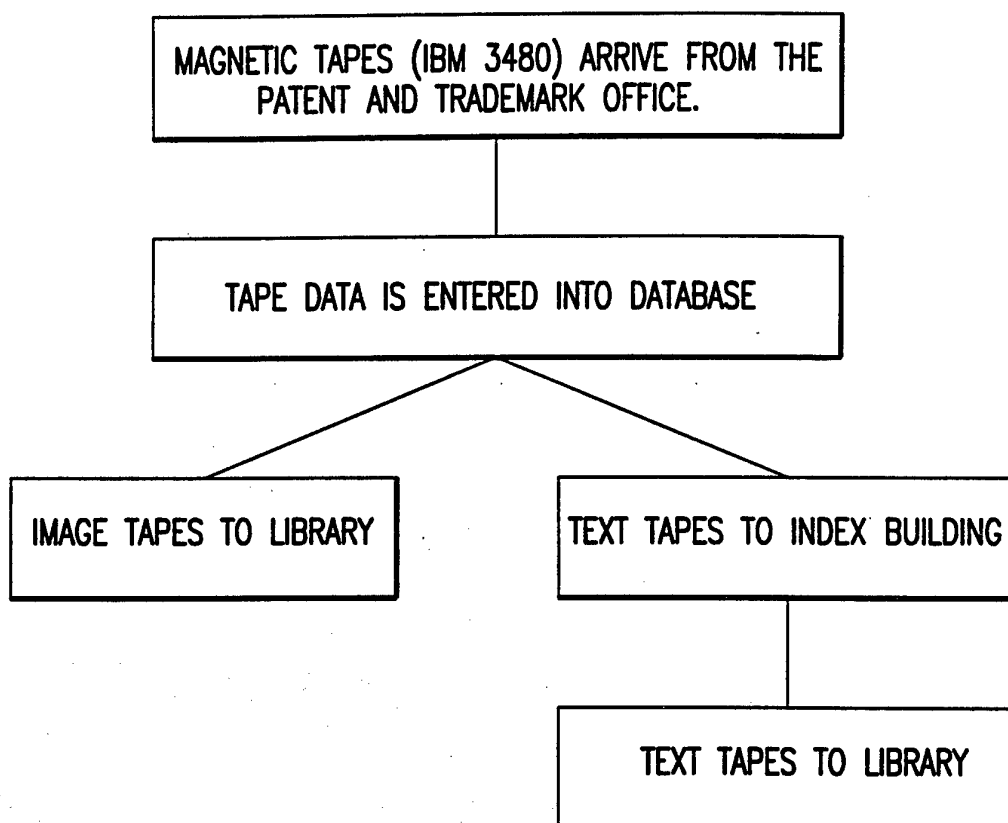 MAGNETIC TAPES (IBM 3480) ARRIVE FROM THE
PATENT AND TRADEMARK OFFICE.
TAPE DATA IS ENTERED INTO DATABASE
IMAGE TAPES TO LIBRARY
TEXT TAPES TO INDEX BUILDING
TEXT TAPES TO LIBRARY